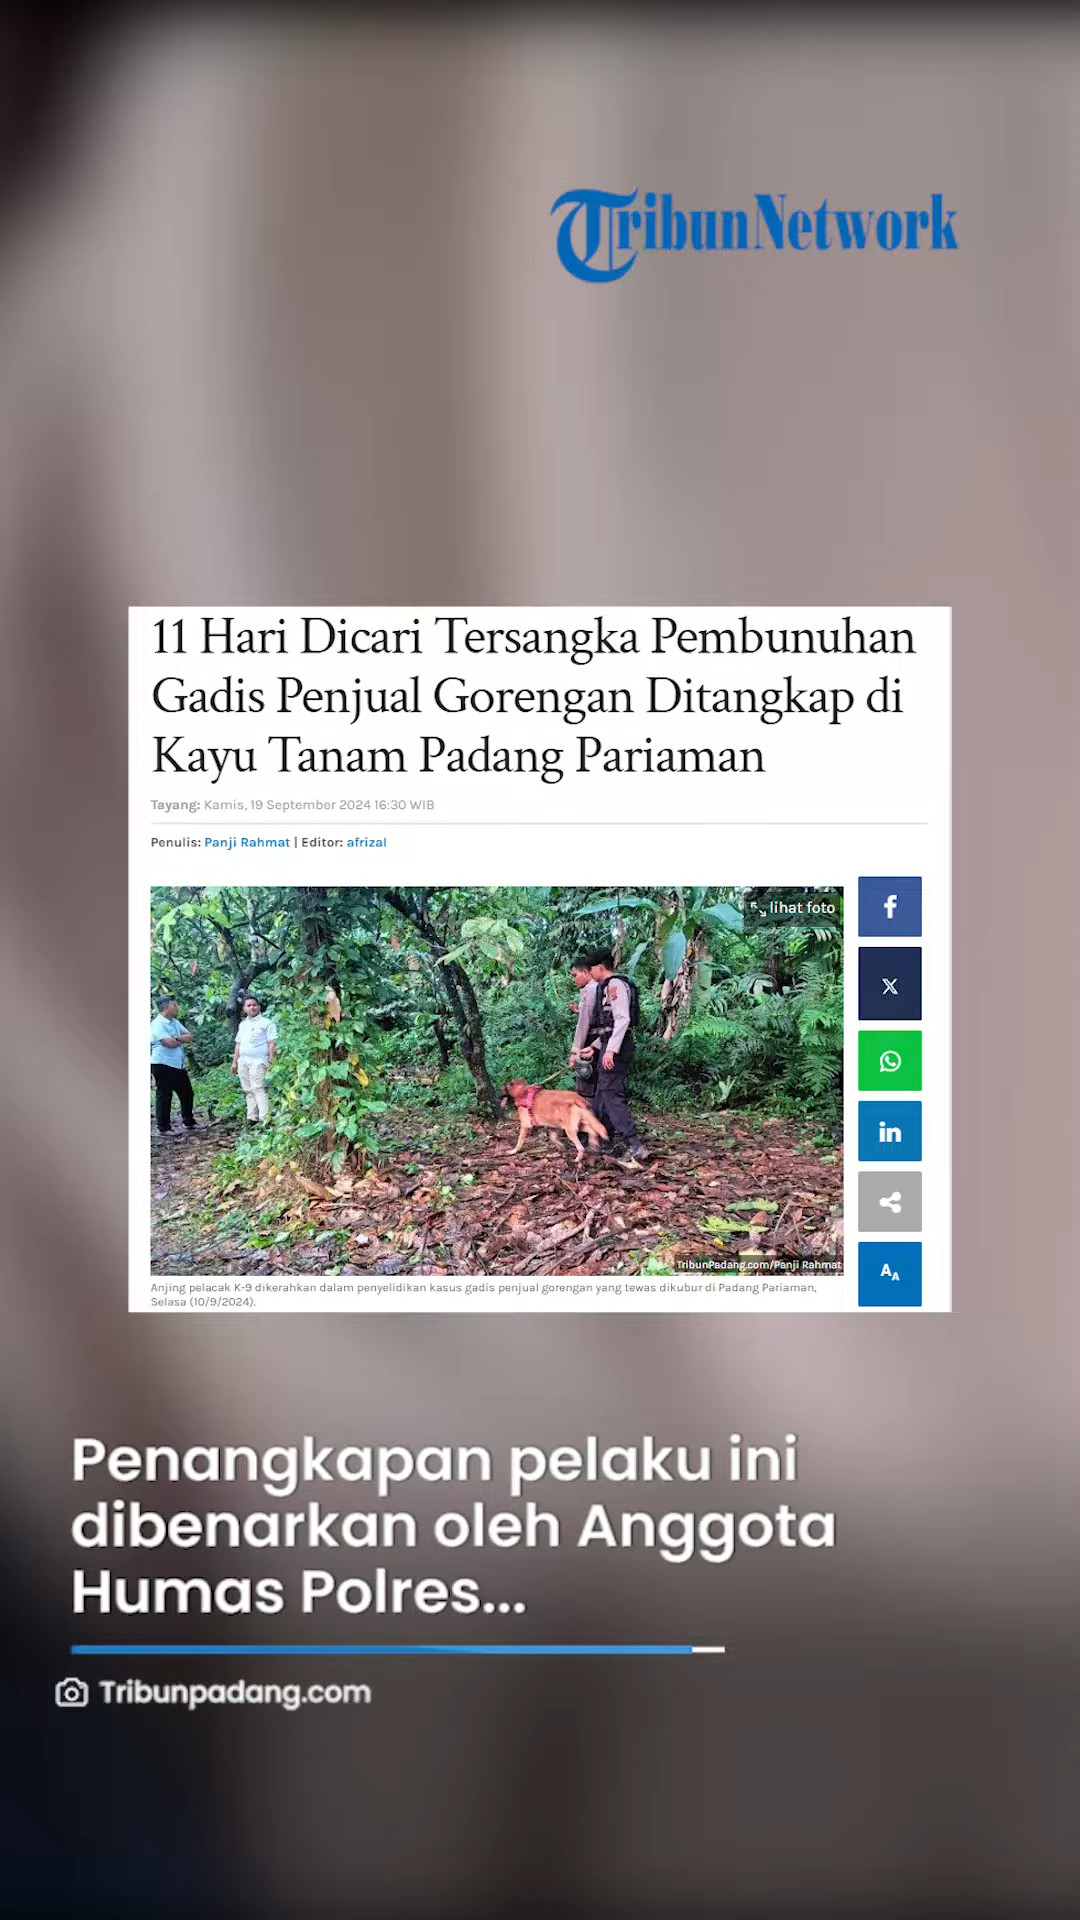 TribunNetwork
11 Hari Dicari Tersangka Pembunuhan
Gadis Penjual Gorengan Ditangkap di
Kayu Tanam Padang Pariaman
Tayang: Kamis, 19 September 2024 16:30 WIB
Penulis: Panji Rahmat | Editor: afrizal
lihat foto
TribunPadang.com/Panji Rahmat
Anjing pelacak K-9 dikerahkan dalam penyelidikan kasus gadis penjual gorengan yang tewas dikubur di Padang Pariaman,
Selasa (10/9/2024).
f
X
in
AA
Penangkapan pelaku ini
dibenarkan oleh Anggota
Humas Polres...
Tribunpadang.com